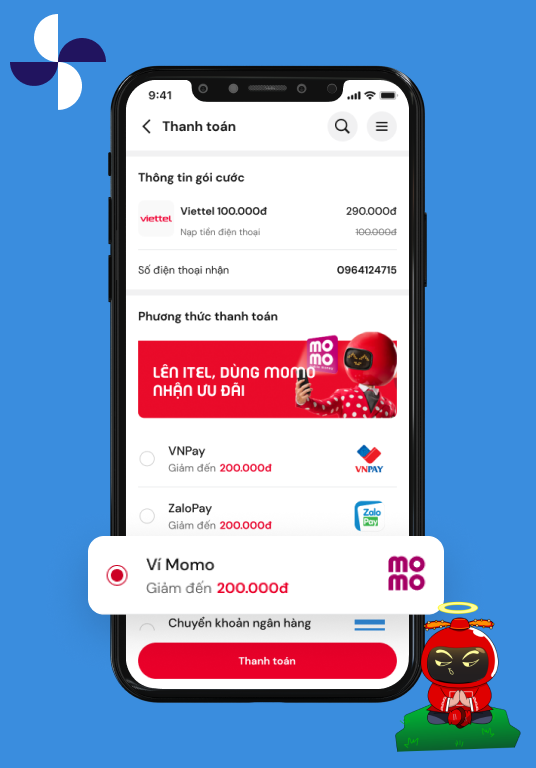 9:41
Thanh toán
Thông tin gói cước
viettel
Viettel 100.000đ
290.000đ
Nạp tiền điện thoại
100.000đ
Số điện thoại nhận
0964124715
Phương thức thanh toán
LÊN ITEL, DÙNG MOMO
NHẬN ƯU ĐÃI
mo
mo
VNPay
Giảm đến 200.000đ
VNPAY
ZaloPay
Giảm đến 200.000đ
Zalo
Pay
Ví Momo
Giảm đến 200.000đ
mo
mo
Chuyển khoản ngân hàng
Thanh toán